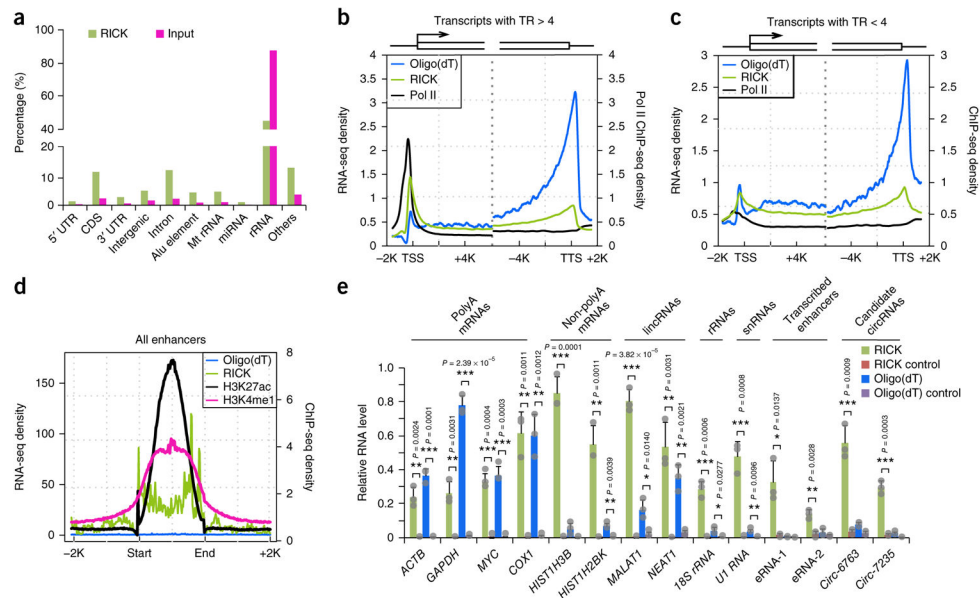 a
RICK
Input
Percentage (%)
100
80
60
40
20
10
0
5′ UTR
CDS
3′ UTR
Intergenic
Intron
Alu element
Mt rRNA
miRNA
rRNA
Others
b
Transcripts with TR > 4
Oligo(dT)
RICK
Pol II
RNA-seq density
4
3.5
3
2.5
2
1.5
1
0.5
0
Pol II ChIP-seq density
4
3
2
1
0
−2K TSS +4K −4K TTS +2K
c
Transcripts with TR < 4
Oligo(dT)
RICK
Pol II
RNA-seq density
3
2.5
2
1.5
1
0.5
0
ChIP-seq density
4
3
2
1
0
−2K TSS +4K −4K TTS +2K
d
All enhancers
Oligo(dT)
RICK
H3K27ac
H3K4me1
RNA-seq density
150
100
50
0
ChIP-seq density
8
6
4
2
0
−2K Start End +2K
e
PolyA mRNAs
Non-polyA mRNAs
lincRNAs
rRNAs
snRNAs
Transcribed enhancers
Candidate circRNAs
RICK
RICK control
Oligo(dT)
Oligo(dT) control
Relative RNA level
1.0
0.8
0.6
0.4
0.2
0
P = 0.0024
**
P = 0.0001
***
P = 0.0031
**
P = 2.39 × 10−5
***
P = 0.0004
***
P = 0.0003
***
P = 0.0011
**
P = 0.0012
**
P = 0.0001
***
P = 0.0011
**
P = 0.0039
**
***
P = 0.0140
*
P = 0.0031
**
P = 0.0021
**
P = 0.0006
***
P = 0.0277
*
P = 0.0008
***
P = 0.0096
**
P = 0.0137
*
P = 0.0028
**
P = 0.0009
***
P = 0.0003
***
ACTB
GAPDH
MYC
COX1
HIST1H3B
HIST1H2BK
MALAT1
NEAT1
18S rRNA
U1 RNA
eRNA-1
eRNA-2
Circ-6763
Circ-7235